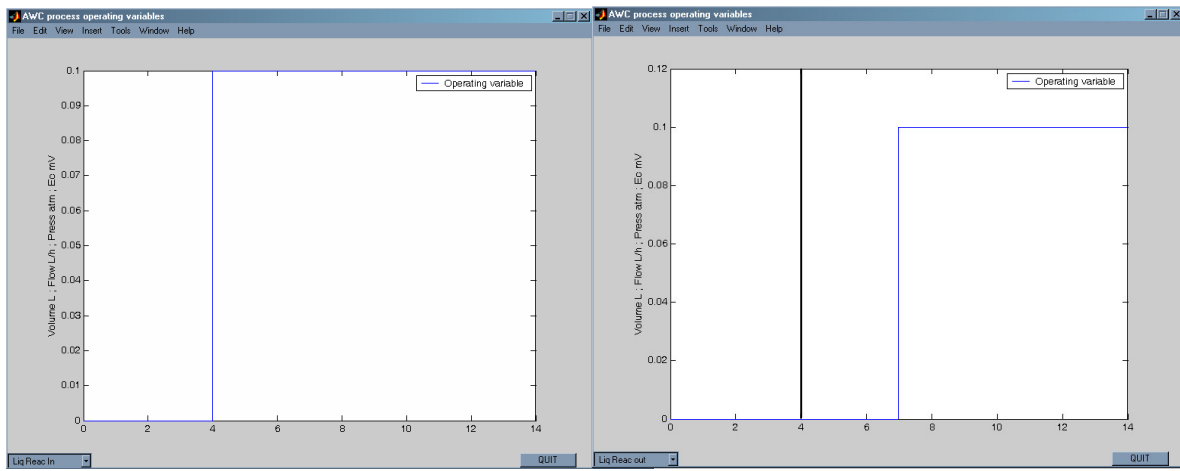 AWC process operating variables
File Edit View Insert Tools Window Help
0.1
0.09
0.08
0.07
0.06
0.05
0.04
0.03
0.02
0.01
0
Volume L ; Flow L/h ; Press atm ; Eo mV
Operating variable
0 2 4 6 8 10 12 14
Liq Reac In
QUIT
AWC process operating variables
File Edit View Insert Tools Window Help
0.12
0.1
0.08
0.06
0.04
0.02
0
Volume L ; Flow L/h ; Press atm ; Eo mV
Operating variable
0 2 4 6 8 10 12 14
Liq Reac out
QUIT